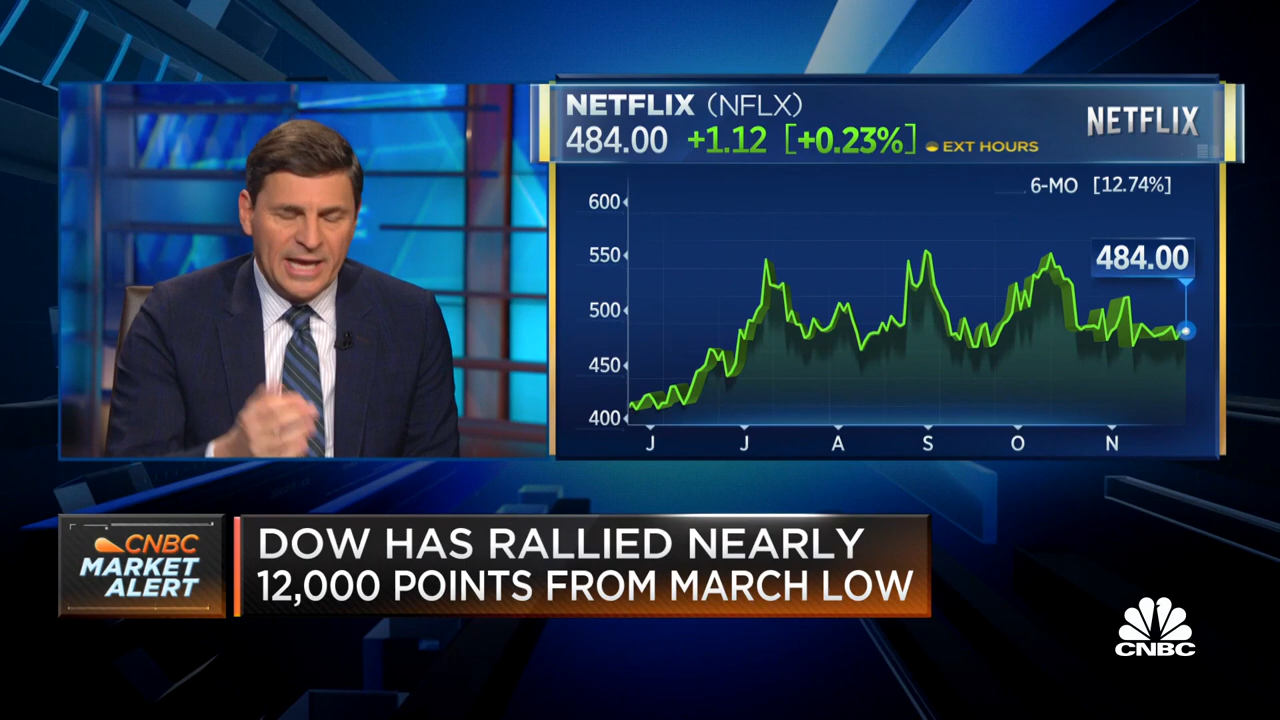 NETFLIX (NFLX)
484.00 +1.12 [+0.23%] EXT HOURS
NETFLIX
6-MO [12.74%]
600
550
500
450
400
484.00
J J A S O N
CNBC
MARKET
ALERT
DOW HAS RALLIED NEARLY
12,000 POINTS FROM MARCH LOW
CNBC